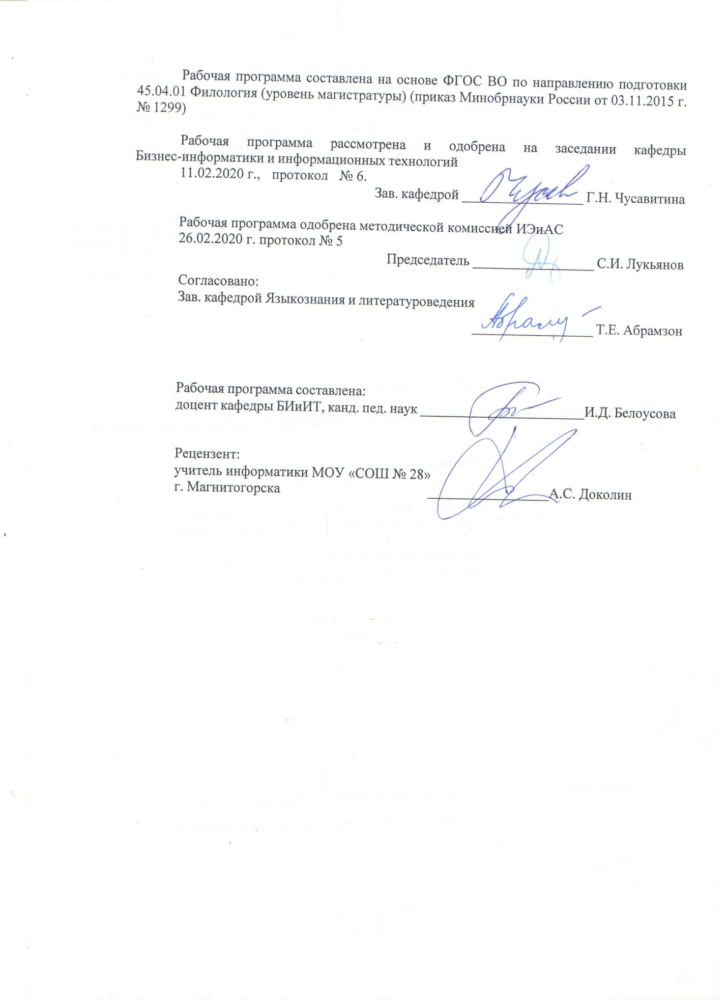 Рабочая программа составлена на основе ФГОС ВО по направлению подготовки
45.04.01 Филология (уровень магистратуры) (приказ Минобрнауки России от 03.11.2015 г.
№ 1299)
Рабочая программа рассмотрена и одобрена на заседании кафедры
Бизнес-информатики и информационных технологий
11.02.2020 г., протокол № 6.
Зав. кафедрой ________________ Г.Н. Чусавитина
Рабочая программа одобрена методической комиссией ИЭиАС
26.02.2020 г. протокол № 5
Председатель ________________ С.И. Лукьянов
Согласовано:
Зав. кафедрой Языкознания и литературоведения
________________ Т.Е. Абрамзон
Рабочая программа составлена:
доцент кафедры БИиИТ, канд. пед. наук ______________________И.Д. Белоусова
Рецензент:
учитель информатики МОУ «СОШ № 28»
г. Магнитогорска ________________А.С. Доколин